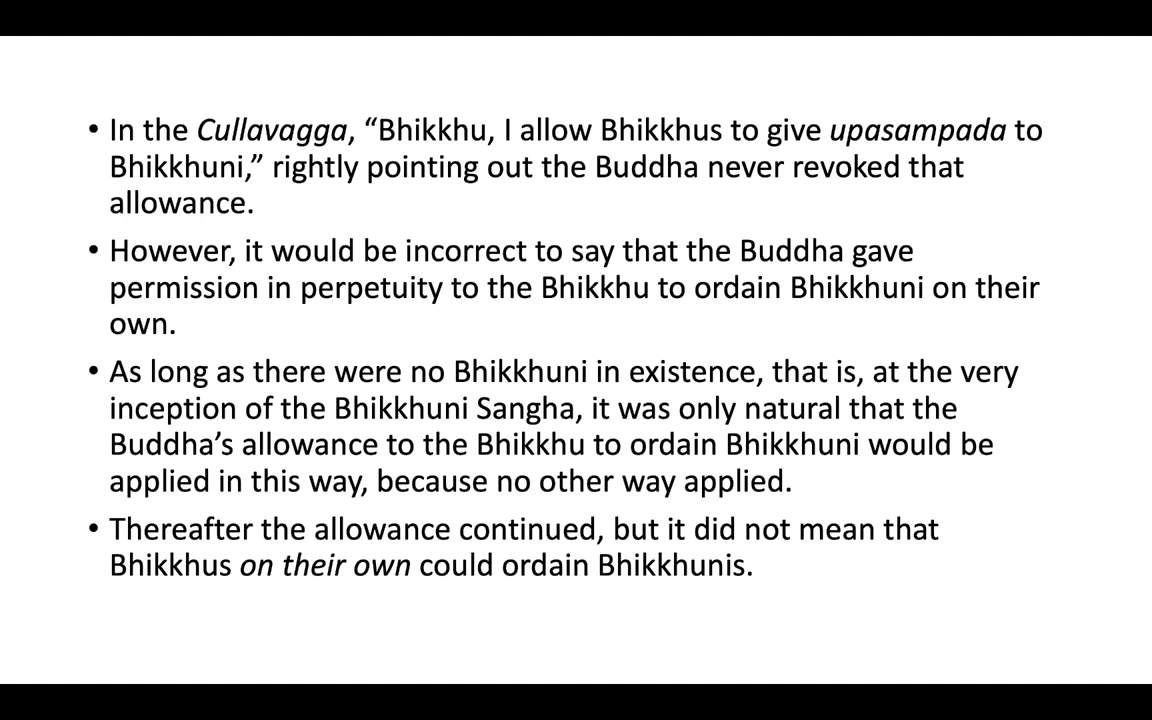 • In the Cullavagga, “Bhikkhu, I allow Bhikkhus to give upasampada to
Bhikkhuni,” rightly pointing out the Buddha never revoked that
allowance.
• However, it would be incorrect to say that the Buddha gave
permission in perpetuity to the Bhikkhu to ordain Bhikkhuni on their
own.
• As long as there were no Bhikkhuni in existence, that is, at the very
inception of the Bhikkhuni Sangha, it was only natural that the
Buddha’s allowance to the Bhikkhu to ordain Bhikkhuni would be
applied in this way, because no other way applied.
• Thereafter the allowance continued, but it did not mean that
Bhikkhus on their own could ordain Bhikkhunis.